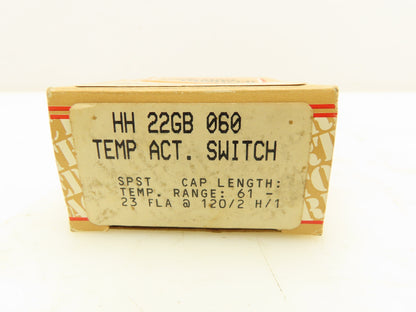 HH 22GB 060
TEMP ACT. SWITCH
SPST CAP LENGTH:
TEMP. RANGE: 61 -
23 FLA @ 120/2 H/1